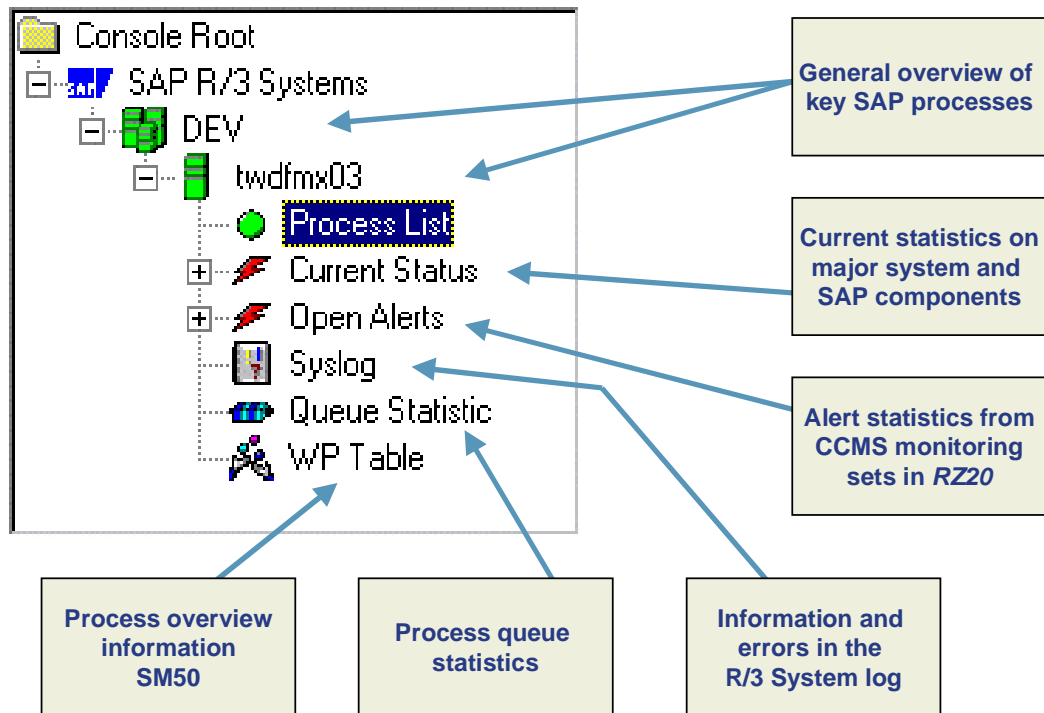 Console Root
SAP SAP R/3 Systems
DEV
twdfmx03
Process List
Current Status
Open Alerts
Syslog
Queue Statistic
WP Table
General overview of
key SAP processes
Current statistics on
major system and
SAP components
Alert statistics from
CCMS monitoring
sets in RZ20
Process overview
information
SM50
Process queue
statistics
Information and
errors in the
R/3 System log